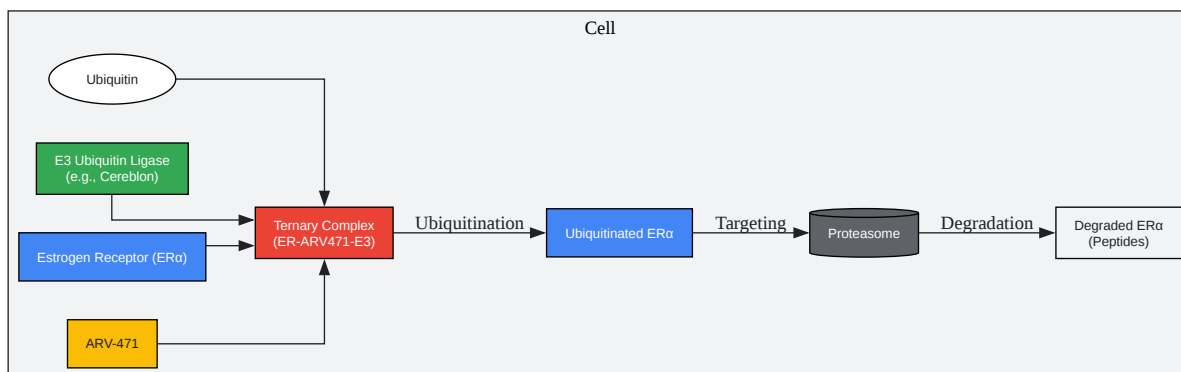 Cell
Ubiquitin
E3 Ubiquitin Ligase
(e.g., Cereblon)
Estrogen Receptor (ERα)
ARV-471
Ternary Complex
(ER-ARV471-E3)
Ubiquitination
Ubiquitinated ERα
Targeting
Proteasome
Degradation
Degraded ERα
(Peptides)